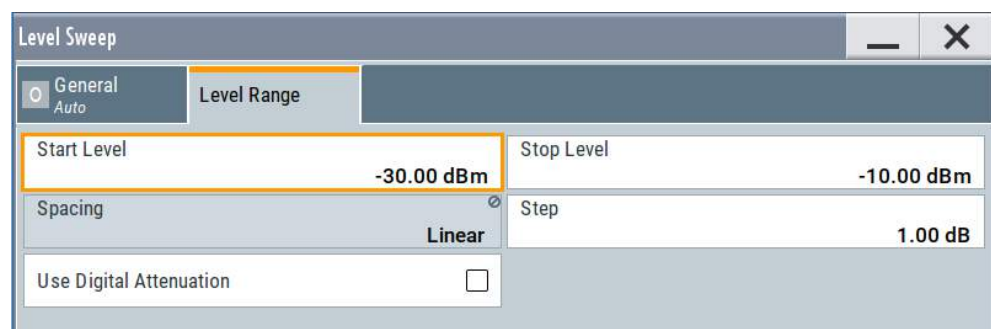 Level Sweep
General
Auto
Level Range
Start Level
-30.00 dBm
Stop Level
-10.00 dBm
Spacing
Linear
Step
1.00 dB
Use Digital Attenuation